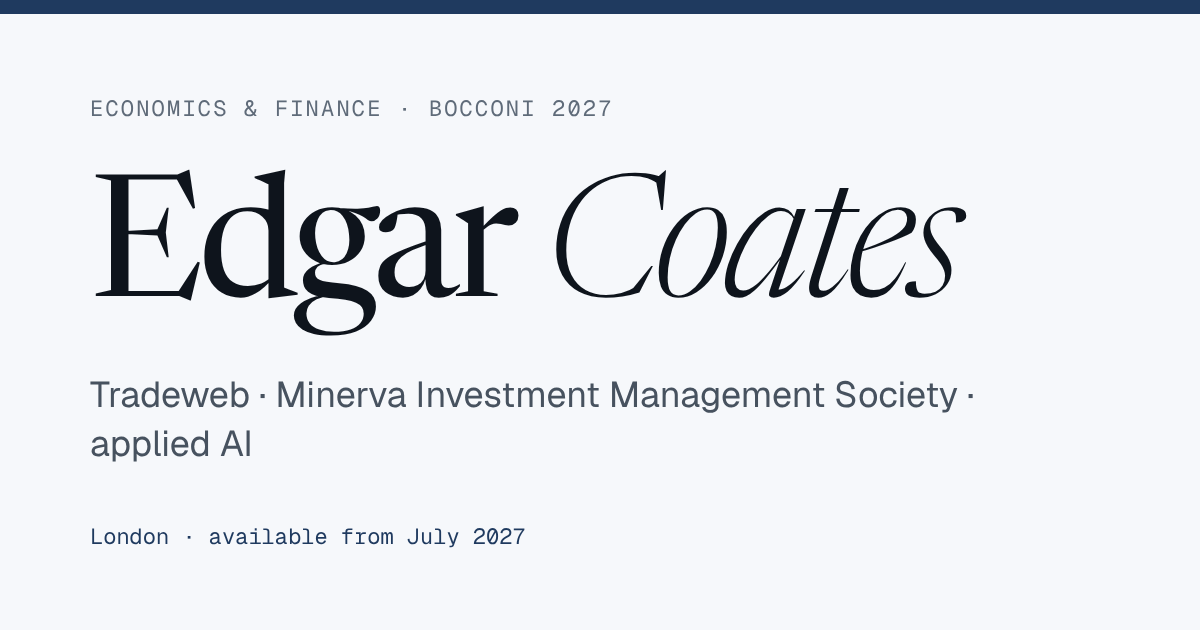 ECONOMICS & FINANCE · BOCCONI 2027
Edgar Coates
Tradeweb · Minerva Investment Management Society ·
applied AI
London · available from July 2027